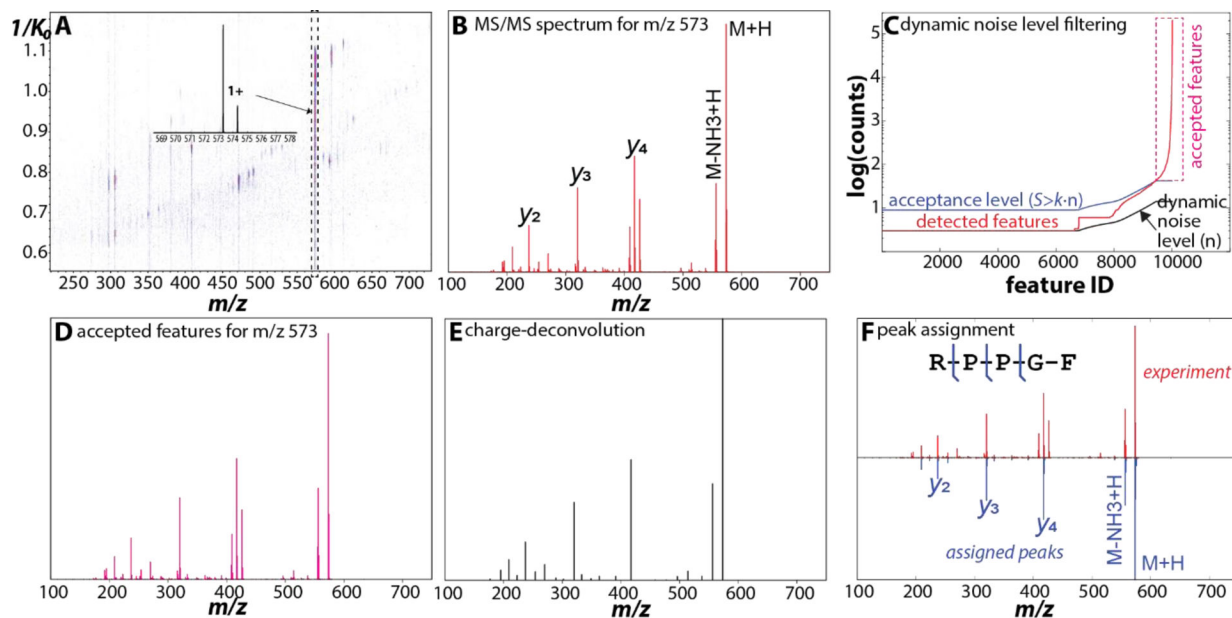 A
1/K0
1.1
1.0
0.9
0.8
0.7
0.6
1+
569 570 571 572 573 574 575 576 577 578
250 300 350 400 450 500 550 600 650 700
m/z
B MS/MS spectrum for m/z 573
M+H
M-NH3+H
y4
y3
y2
100 200 300 400 500 600 700
m/z
C dynamic noise level filtering
log(counts)
5
4
3
2
1
accepted features
acceptance level (S>k·n)
detected features
dynamic
noise
level (n)
2000 4000 6000 8000 10000
feature ID
D accepted features for m/z 573
100 200 300 400 500 600 700
m/z
E charge-deconvolution
100 200 300 400 500 600 700
m/z
F peak assignment
R-P-P-G-F
experiment
y2
y3
y4
M-NH3+H
M+H
assigned peaks
100 200 300 400 500 600 700
m/z